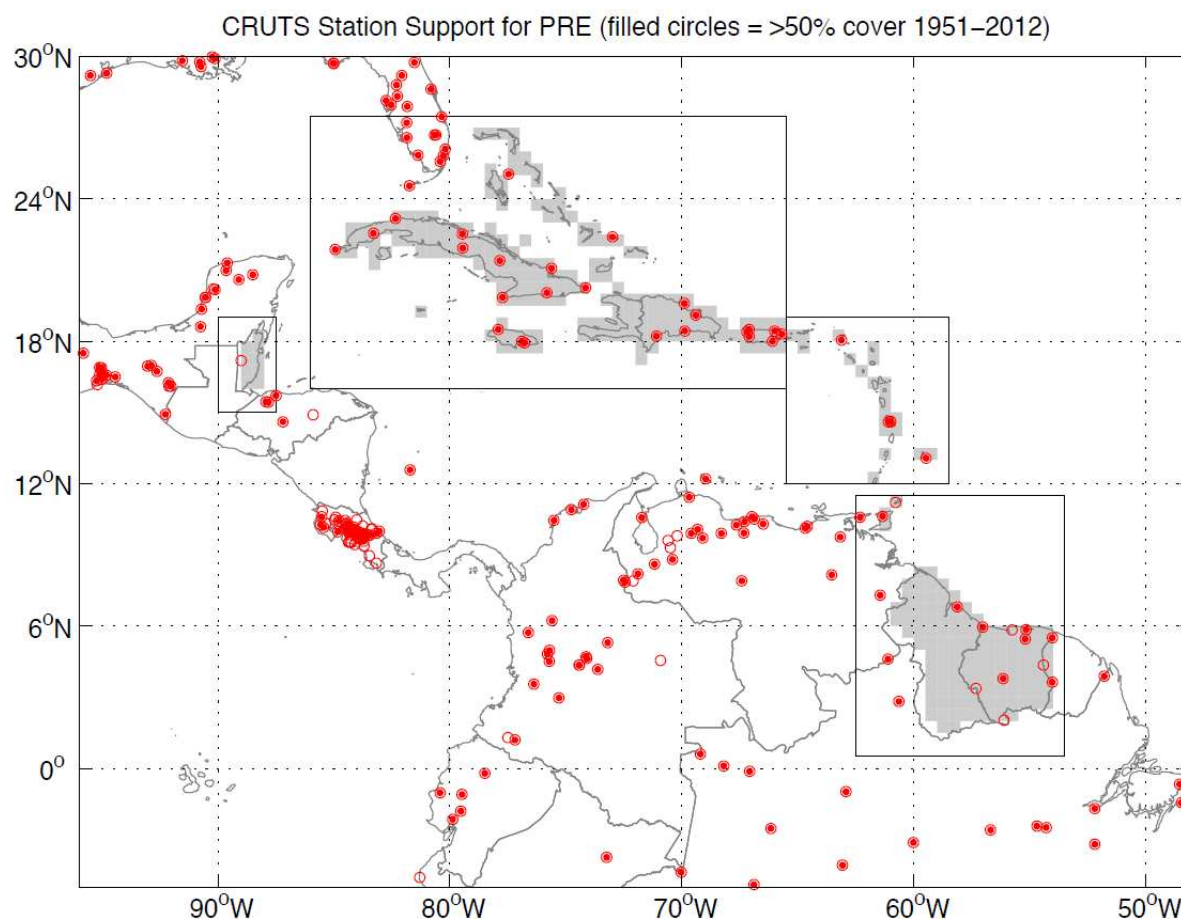 CRUTS Station Support for PRE (filled circles = >50% cover 1951−2012)
30°N
24°N
18°N
12°N
6°N
0°
90°W
80°W
70°W
60°W
50°W